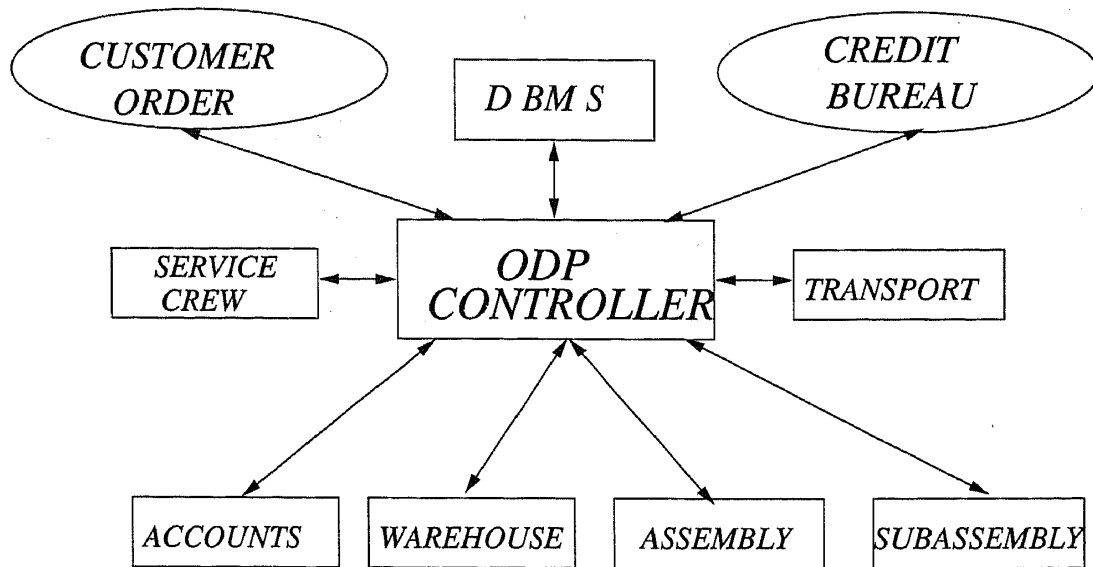 CUSTOMER
ORDER
D BM S
CREDIT
BUREAU
SERVICE
CREW
ODP
CONTROLLER
TRANSPORT
ACCOUNTS
WAREHOUSE
ASSEMBLY
SUBASSEMBLY